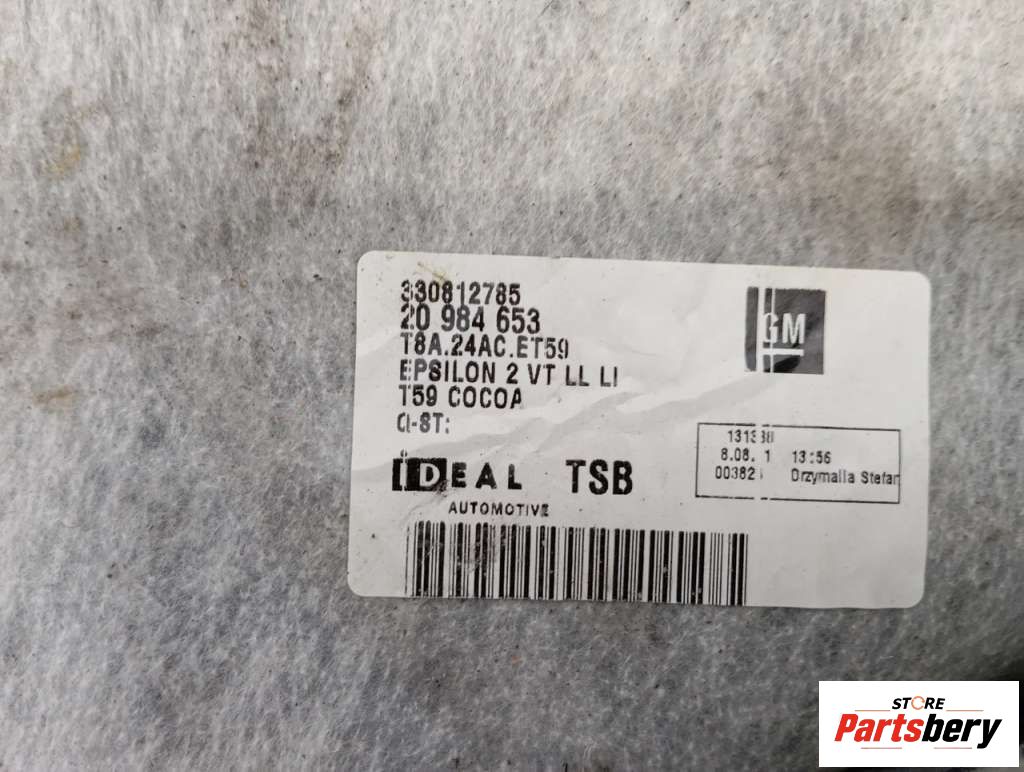 330812785
20 984 653
T8A.24AC.ET59
EPSILON 2 VT LL LI
T59 COCOA
Q-ST:
GM
13:56
Drzymalla Stefan
IDEAL TSB
AUTOMOTIVE
STORE
Partsbery